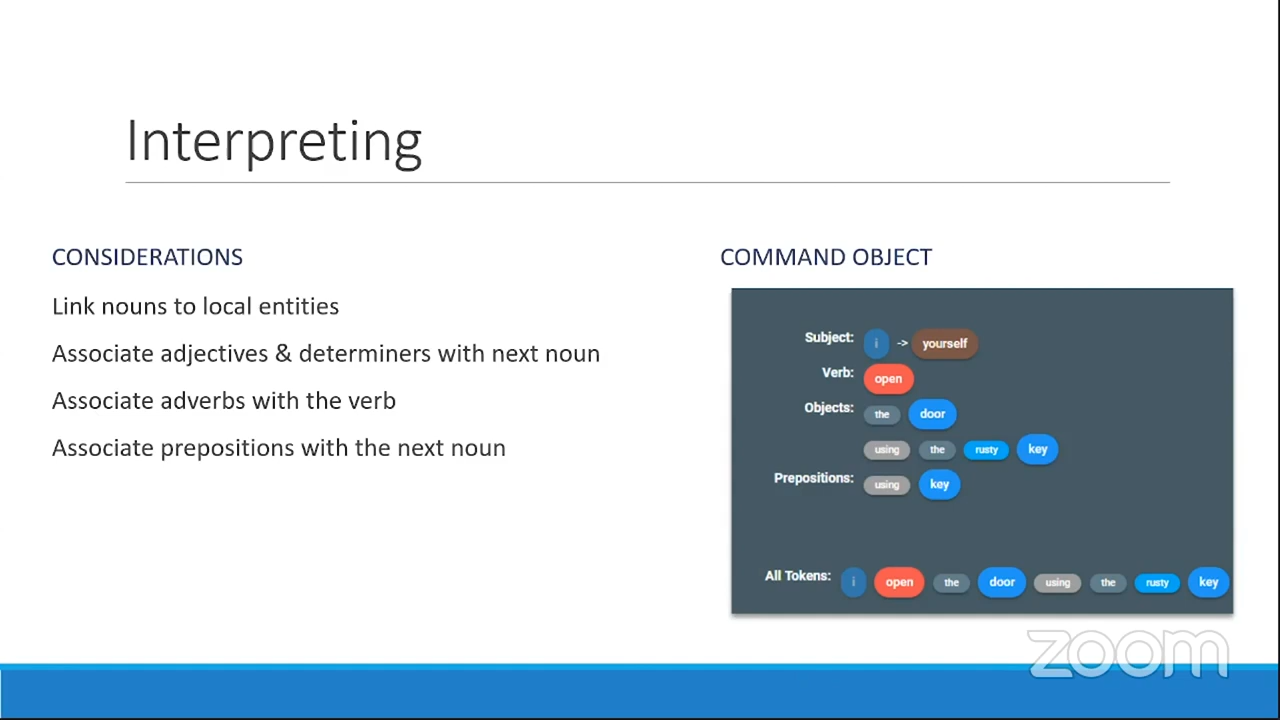 Interpreting
CONSIDERATIONS
Link nouns to local entities
Associate adjectives & determiners with next noun
Associate adverbs with the verb
Associate prepositions with the next noun
COMMAND OBJECT
Subject: i -> yourself
Verb: open
Objects: the door
using the rusty key
Prepositions: using key
All Tokens: i open the door using the rusty key
zoom